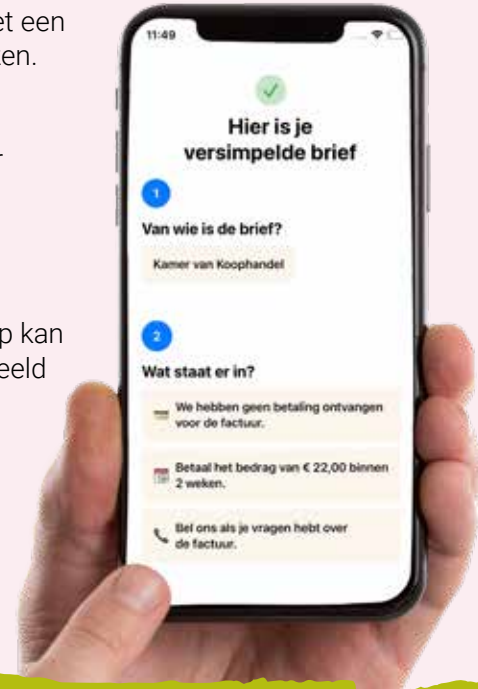 et een
ten.
p kan
eeld
11:49
Hier is je
versimpelde brief
1
Van wie is de brief?
Kamer van Koophandel
2
Wat staat er in?
We hebben geen betaling ontvangen
voor de factuur.
Betaal het bedrag van € 22,00 binnen
2 weken.
Bel ons als je vragen hebt over
de factuur.